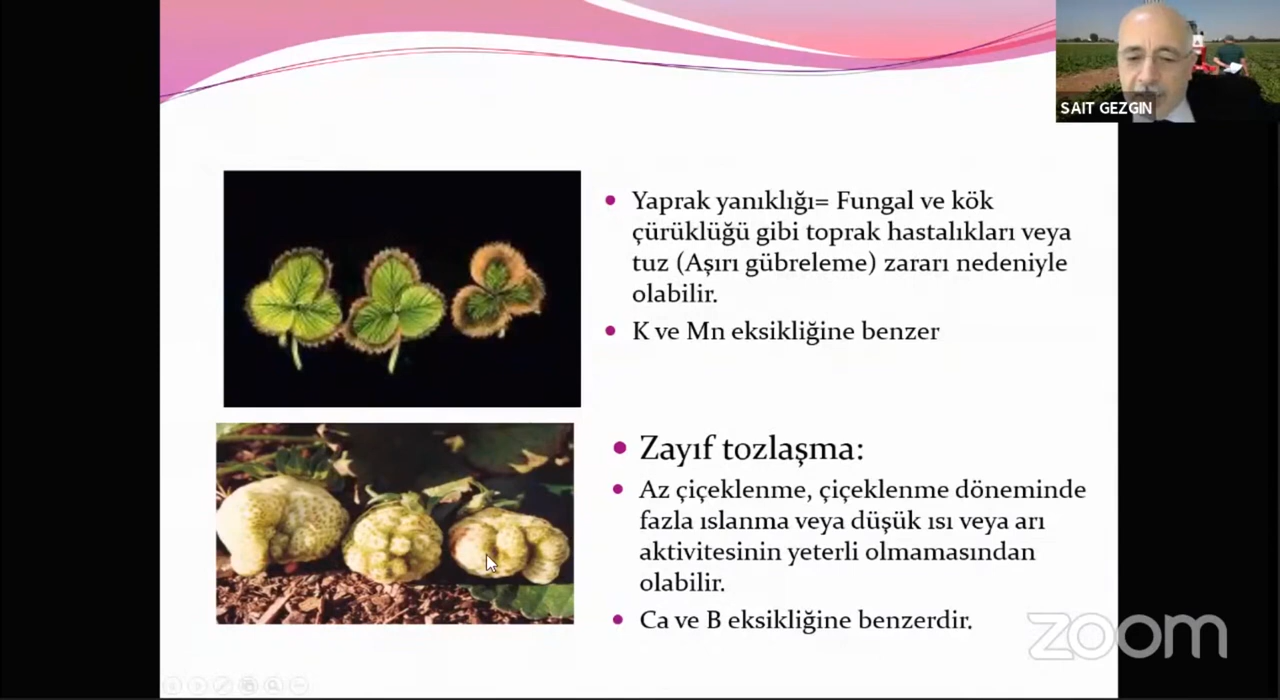 SAIT GEZGIN
Yaprak yanıklığı= Fungal ve kök
çürüklüğü gibi toprak hastalıkları veya
tuz (Aşırı gübreleme) zararı nedeniyle
olabilir.
K ve Mn eksikliğine benzer
Zayıf tozlaşma:
Az çiçeklenme, çiçeklenme döneminde
fazla ıslanma veya düşük ısı veya arı
aktivitesinin yeterli olmamasından
olabilir.
Ca ve B eksikliğine benzerdir.
zoom